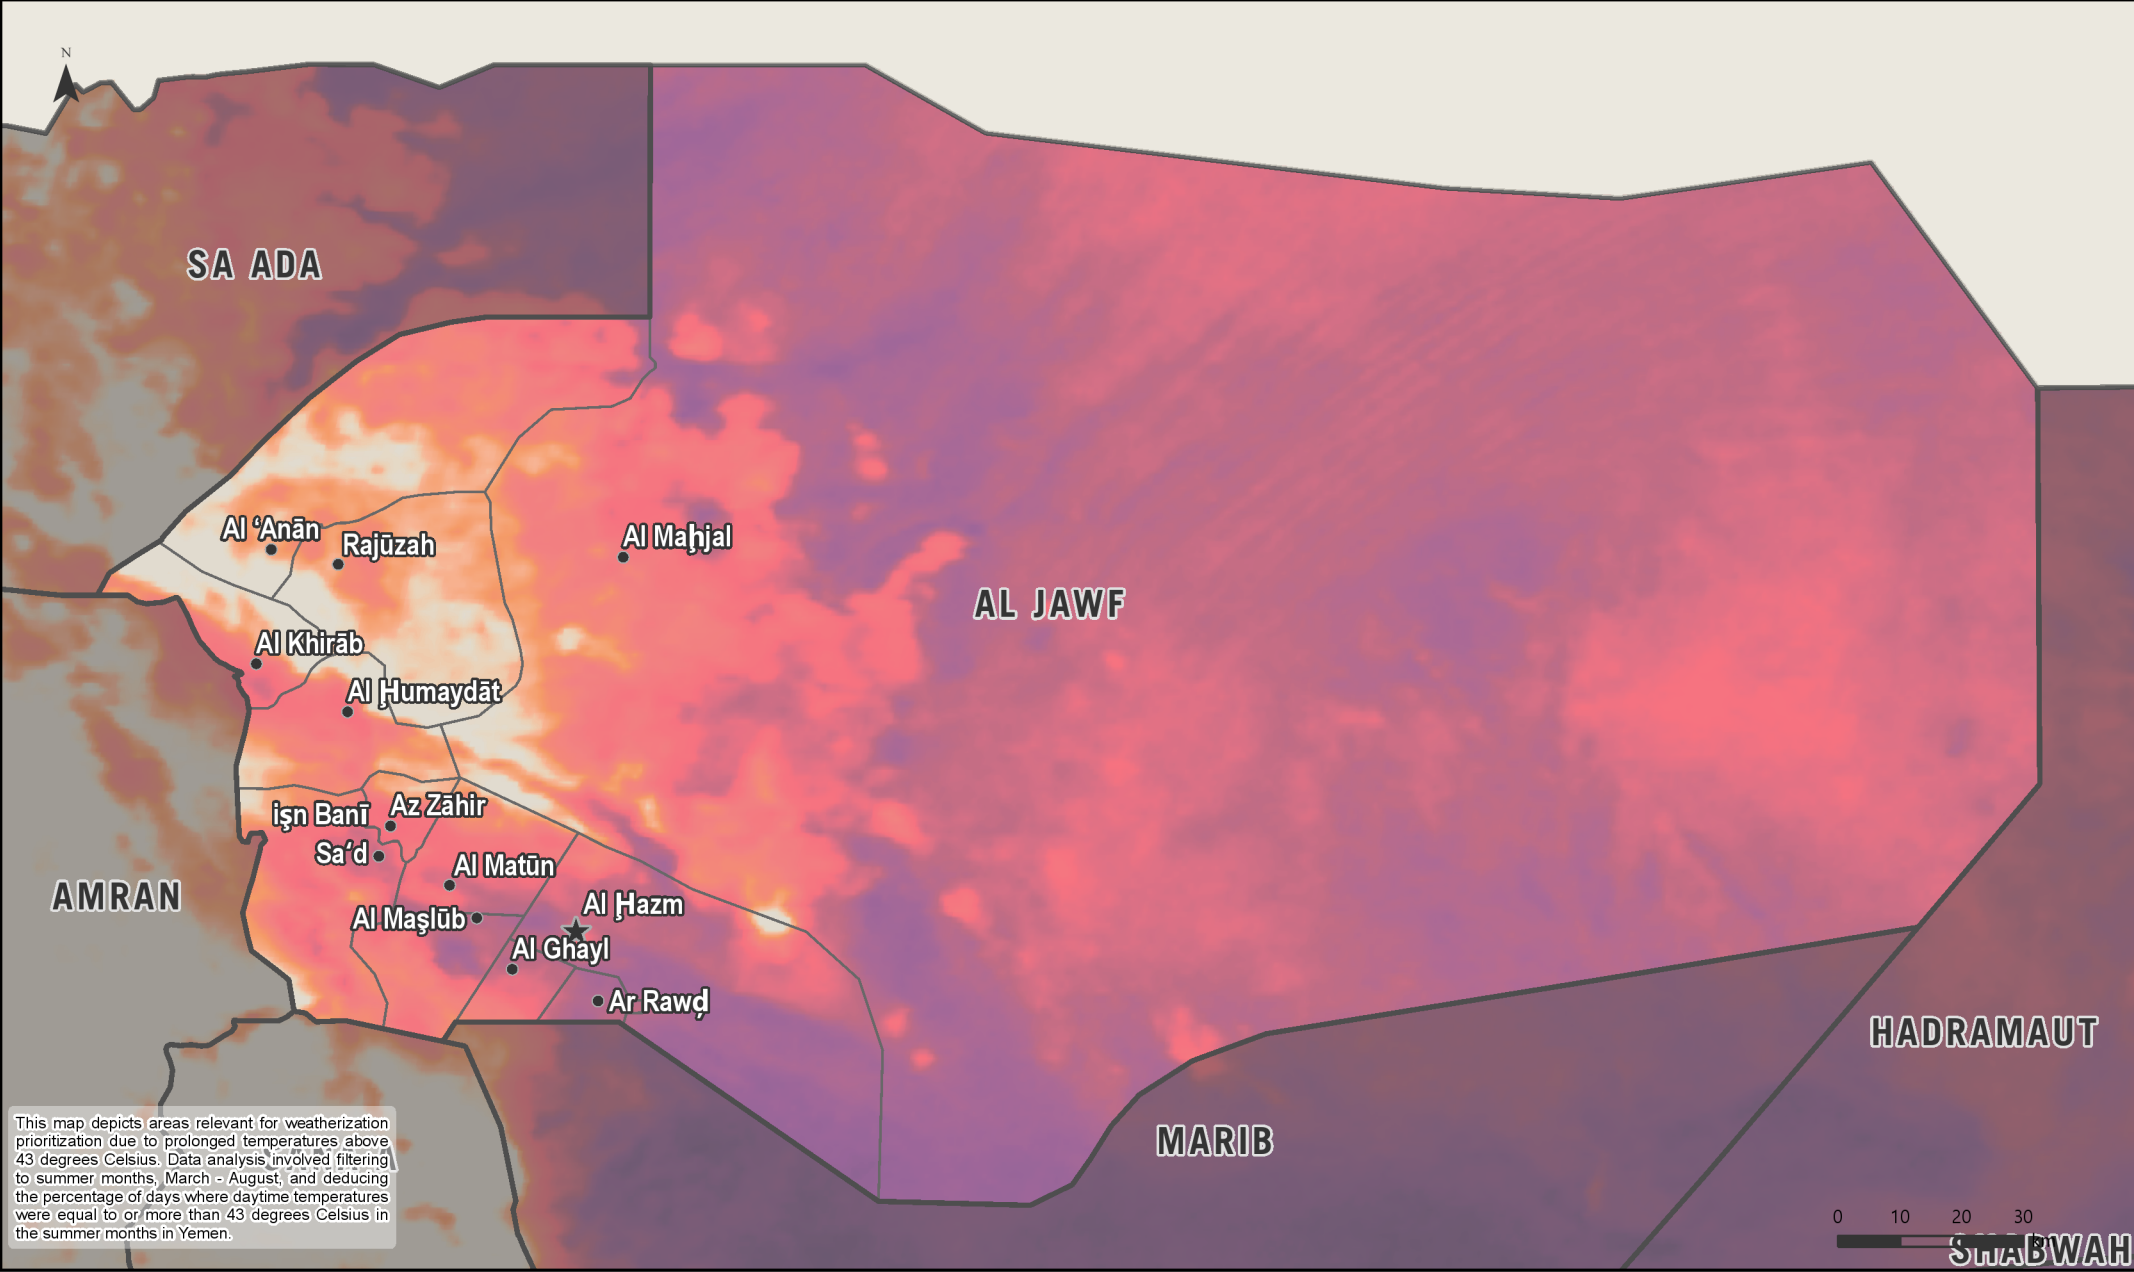 N
SA ADA
Al ‘Anān
Rajūzah
Al Maḩjal
AL JAWF
Al Khirāb
Al Ḩumaydāt
Az Zāhir
işn Banī
Sa‘d
Al Matūn
AMRAN
Al Ḩazm
Al Maşlūb
Al Ghayl
Ar Rawḑ
HADRAMAUT
MARIB
This map depicts areas relevant for weatherization
prioritization due to prolonged temperatures above
43 degrees Celsius. Data analysis involved filtering
to summer months, March - August, and deducing
the percentage of days where daytime temperatures
were equal to or more than 43 degrees Celsius in
the summer months in Yemen.
0 10 20 30
km
SHABWAH